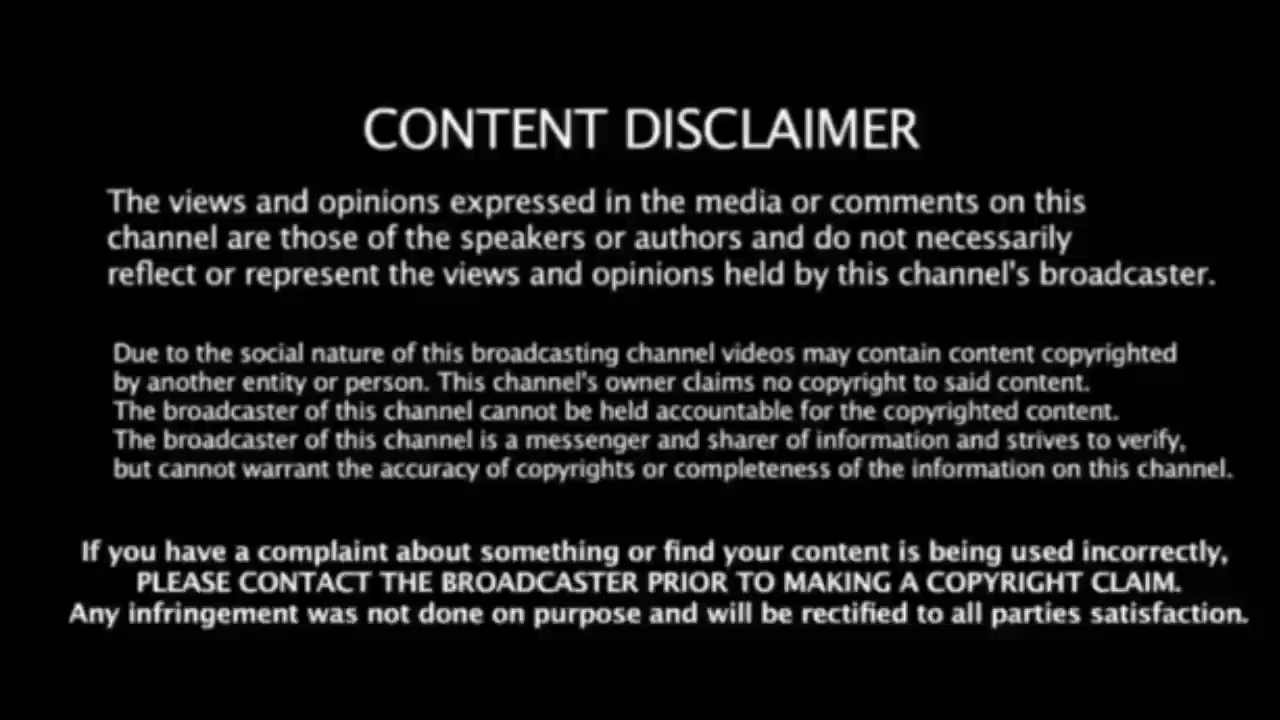 CONTENT DISCLAIMER
The views and opinions expressed in the media or comments on this
channel are those of the speakers or authors and do not necessarily
reflect or represent the views and opinions held by this channel's broadcaster.
Due to the social nature of this broadcasting channel videos may contain content copyrighted
by another entity or person. This channel's owner claims no copyright to said content.
The broadcaster of this channel cannot be held accountable for the copyrighted content.
The broadcaster of this channel is a messenger and sharer of information and strives to verify,
but cannot warrant the accuracy of copyrights or completeness of the information on this channel.
If you have a complaint about something or find your content is being used incorrectly,
PLEASE CONTACT THE BROADCASTER PRIOR TO MAKING A COPYRIGHT CLAIM.
Any infringement was not done on purpose and will be rectified to all parties satisfaction.